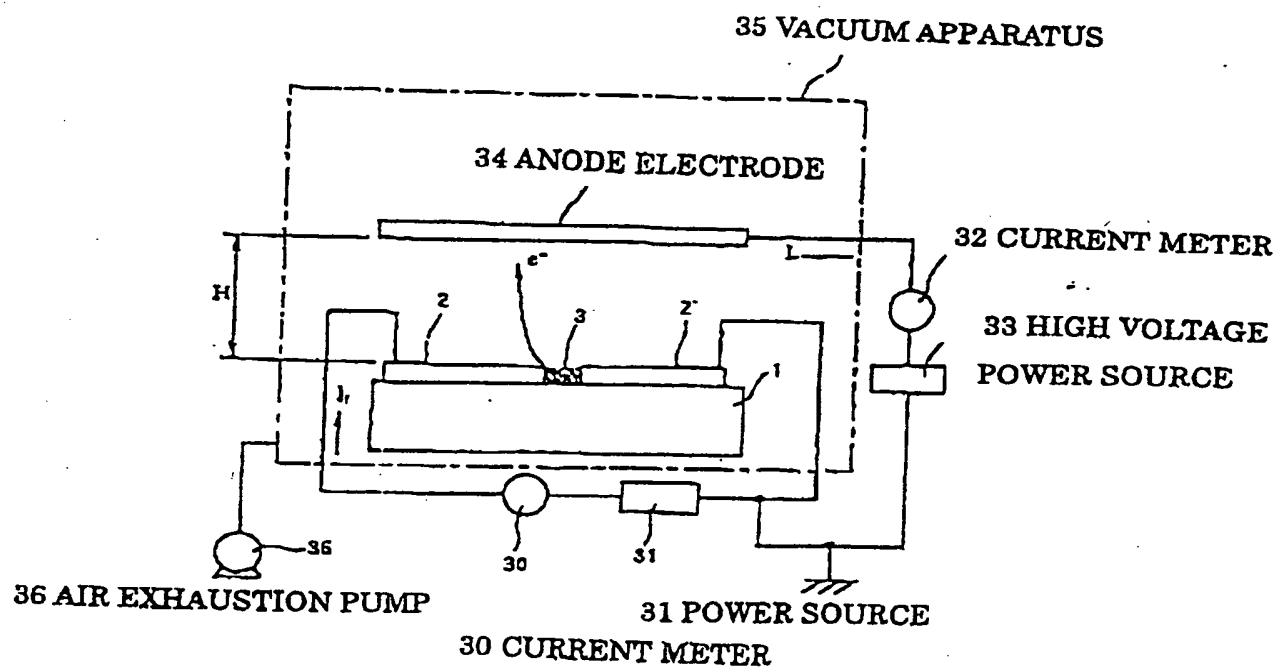 35 VACUUM APPARATUS
34 ANODE ELECTRODE
32 CURRENT METER
H
e-
I
2
3
2'
33 HIGH VOLTAGE
POWER SOURCE
1
If
36
30
31
36 AIR EXHAUSTION PUMP
31 POWER SOURCE
30 CURRENT METER